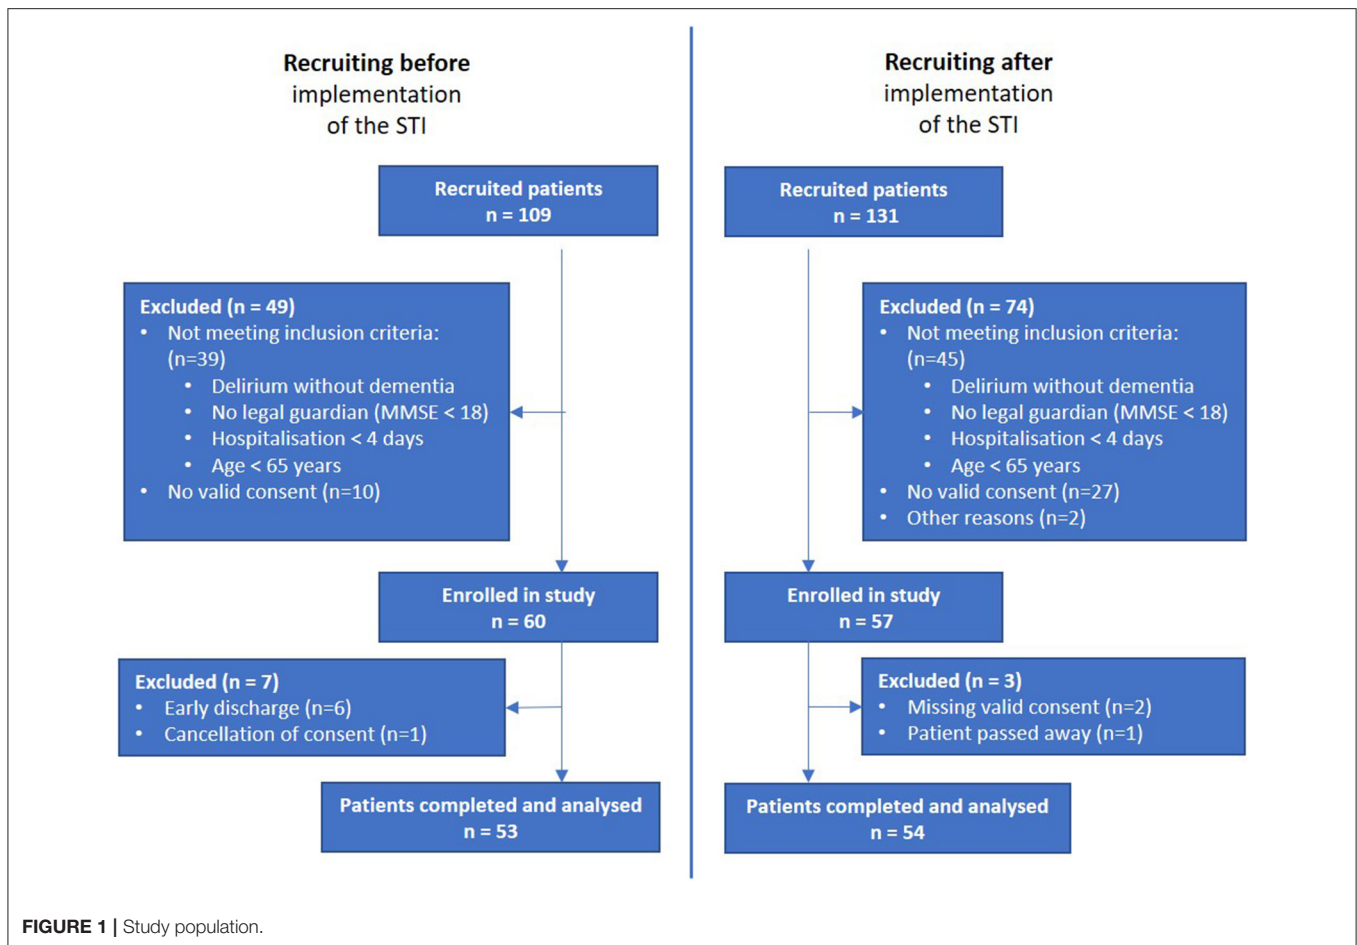 Recruiting before
implementation
of the STI
Recruited patients
n = 109
Excluded (n = 49)
• Not meeting inclusion criteria:
(n=39)
• Delirium without dementia
• No legal guardian (MMSE < 18)
• Hospitalisation < 4 days
• Age < 65 years
• No valid consent (n=10)
Enrolled in study
n = 60
Excluded (n = 7)
• Early discharge (n=6)
• Cancellation of consent (n=1)
Patients completed and analysed
n = 53
Recruiting after
implementation
of the STI
Recruited patients
n = 131
Excluded (n = 74)
• Not meeting inclusion criteria:
(n=45)
• Delirium without dementia
• No legal guardian (MMSE < 18)
• Hospitalisation < 4 days
• Age < 65 years
• No valid consent (n=27)
• Other reasons (n=2)
Enrolled in study
n = 57
Excluded (n = 3)
• Missing valid consent (n=2)
• Patient passed away (n=1)
Patients completed and analysed
n = 54
FIGURE 1 | Study population.